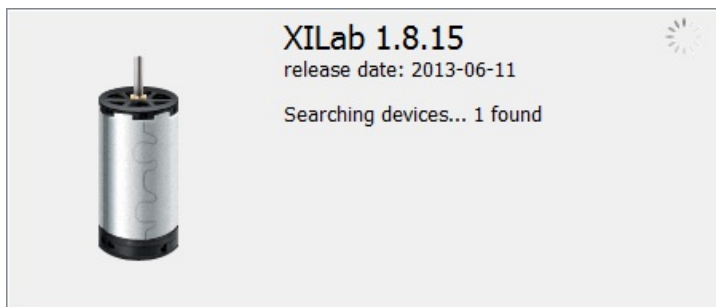 XILab 1.8.15
release date: 2013-06-11
Searching devices... 1 found